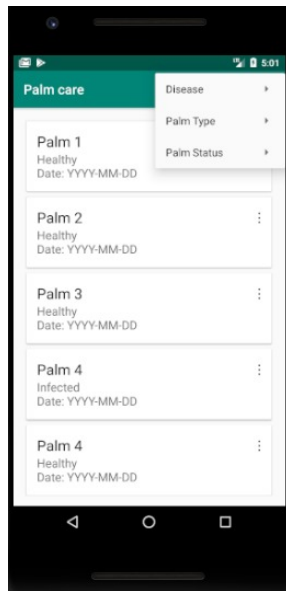 5:01
Palm care
Disease
Palm Type
Palm Status
Palm 1
Healthy
Date: YYYY-MM-DD
Palm 2
Healthy
Date: YYYY-MM-DD
Palm 3
Healthy
Date: YYYY-MM-DD
Palm 4
Infected
Date: YYYY-MM-DD
Palm 4
Healthy
Date: YYYY-MM-DD